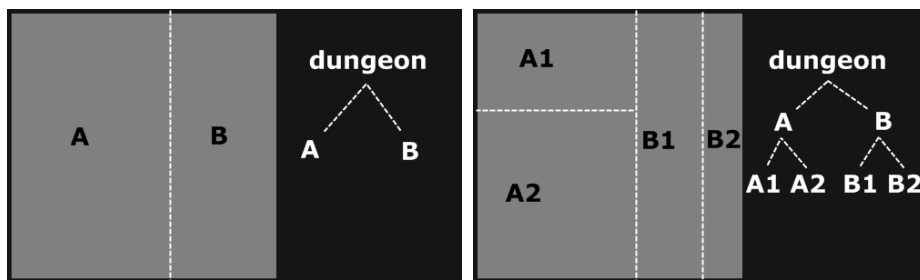 dungeon
A B
A B
A1
A2
B1 B2
dungeon
A B
A1 A2 B1 B2